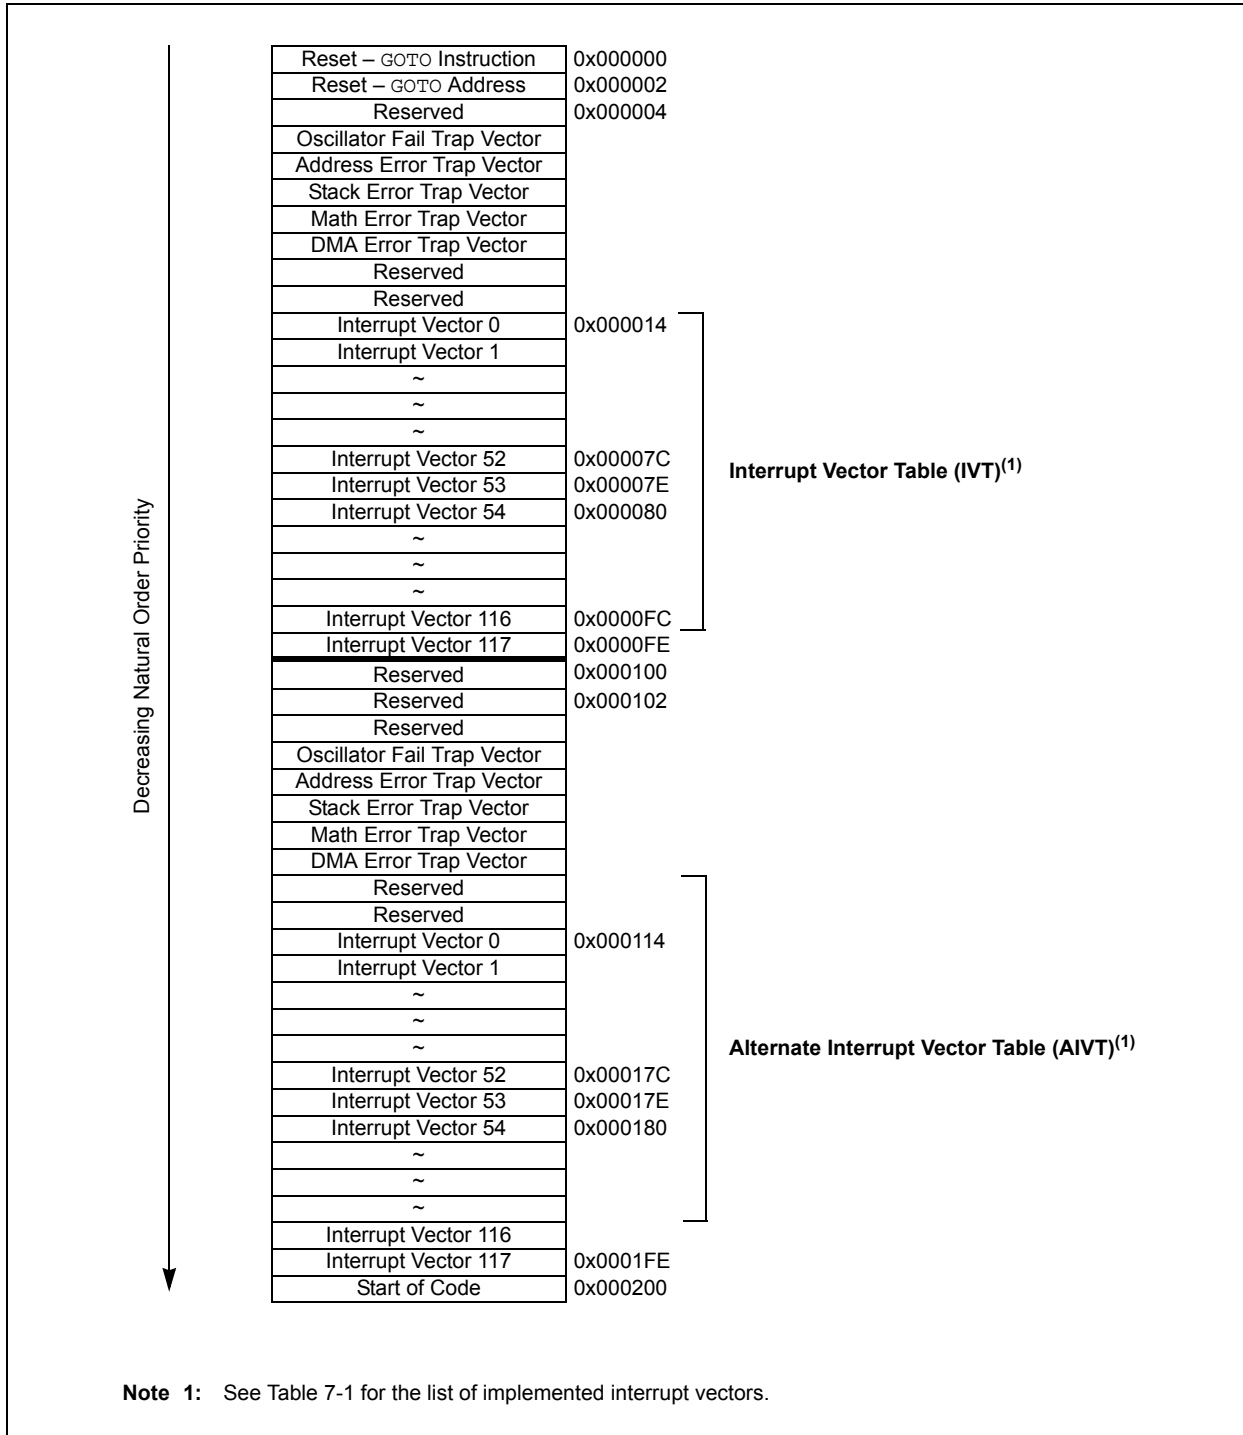 Reset – GOTO Instruction 0x000000
Reset – GOTO Address 0x000002
Reserved 0x000004
Oscillator Fail Trap Vector
Address Error Trap Vector
Stack Error Trap Vector
Math Error Trap Vector
DMA Error Trap Vector
Reserved
Reserved
Interrupt Vector 0 0x000014
Interrupt Vector 1
~
~
~
Interrupt Vector 52 0x00007C
Interrupt Vector Table (IVT)(1)
Interrupt Vector 53 0x00007E
Interrupt Vector 54 0x000080
~
~
~
Interrupt Vector 116 0x0000FC
Interrupt Vector 117 0x0000FE
Decreasing Natural Order Priority
Reserved 0x000100
Reserved 0x000102
Reserved
Oscillator Fail Trap Vector
Address Error Trap Vector
Stack Error Trap Vector
Math Error Trap Vector
DMA Error Trap Vector
Reserved
Reserved
Interrupt Vector 0 0x000114
Interrupt Vector 1
~
~
~
Alternate Interrupt Vector Table (AIVT)(1)
Interrupt Vector 52 0x00017C
Interrupt Vector 53 0x00017E
Interrupt Vector 54 0x000180
~
~
~
Interrupt Vector 116
Interrupt Vector 117 0x0001FE
Start of Code 0x000200
Note 1: See Table 7-1 for the list of implemented interrupt vectors.